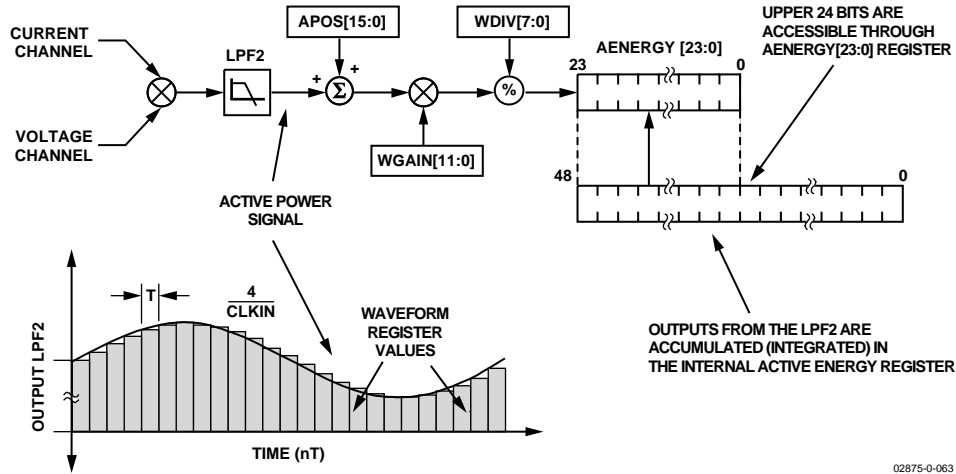 CURRENT
CHANNEL
VOLTAGE
CHANNEL
LPF2
APOS[15:0]
+
+
Σ
WGAIN[11:0]
WDIV[7:0]
%
AENERGY [23:0]
23
0
UPPER 24 BITS ARE
ACCESSIBLE THROUGH
AENERGY[23:0] REGISTER
48
0
ACTIVE POWER
SIGNAL
OUTPUTS FROM THE LPF2 ARE
ACCUMULATED (INTEGRATED) IN
THE INTERNAL ACTIVE ENERGY REGISTER
T
4
CLKIN
WAVEFORM
REGISTER
VALUES
OUTPUT LPF2
TIME (nT)
02875-0-063